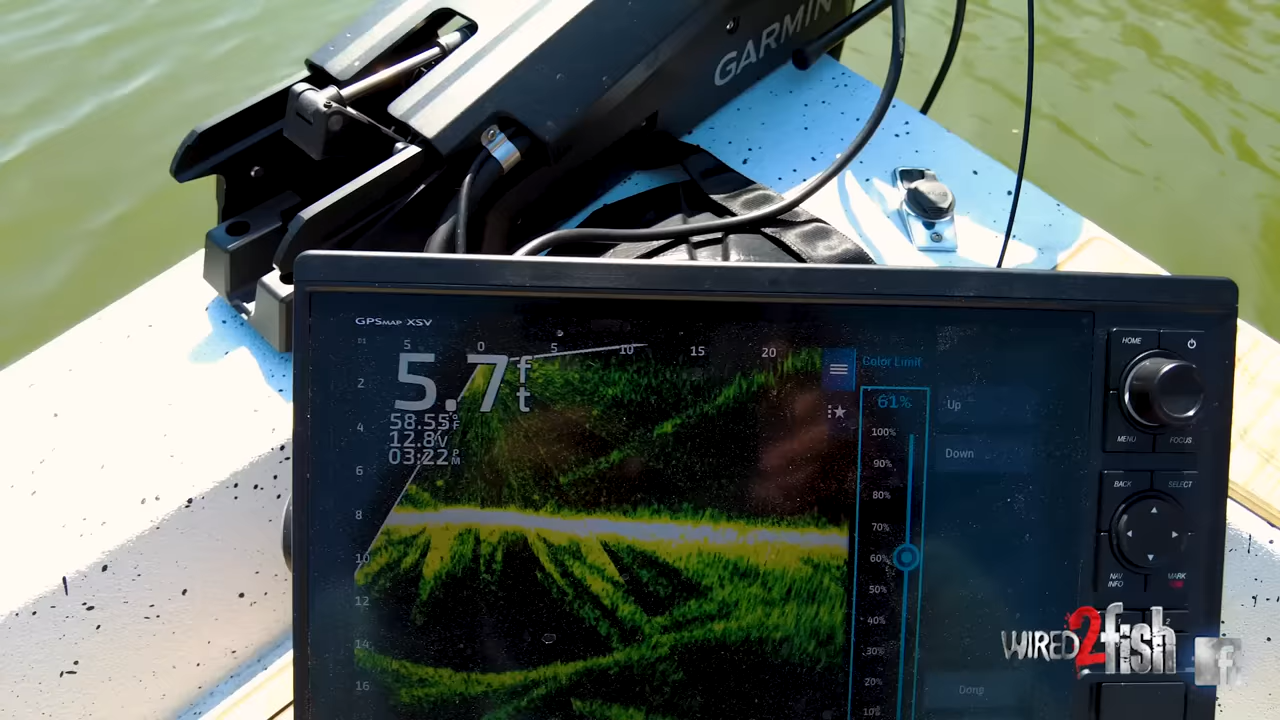 GARMIN
GPSMAP XSV
5 0 5 10 15 20
5.7 ft
58.55°F
12.8V
03:22PM
2
4
6
8
10
12
14
16
Color Limit
61%
100%
90%
80%
70%
60%
50%
40%
30%
20%
10%
Up
Down
Done
HOME
MENU
FOCUS
BACK
SELECT
NAV INFO
MARK
WIRED2fish
f